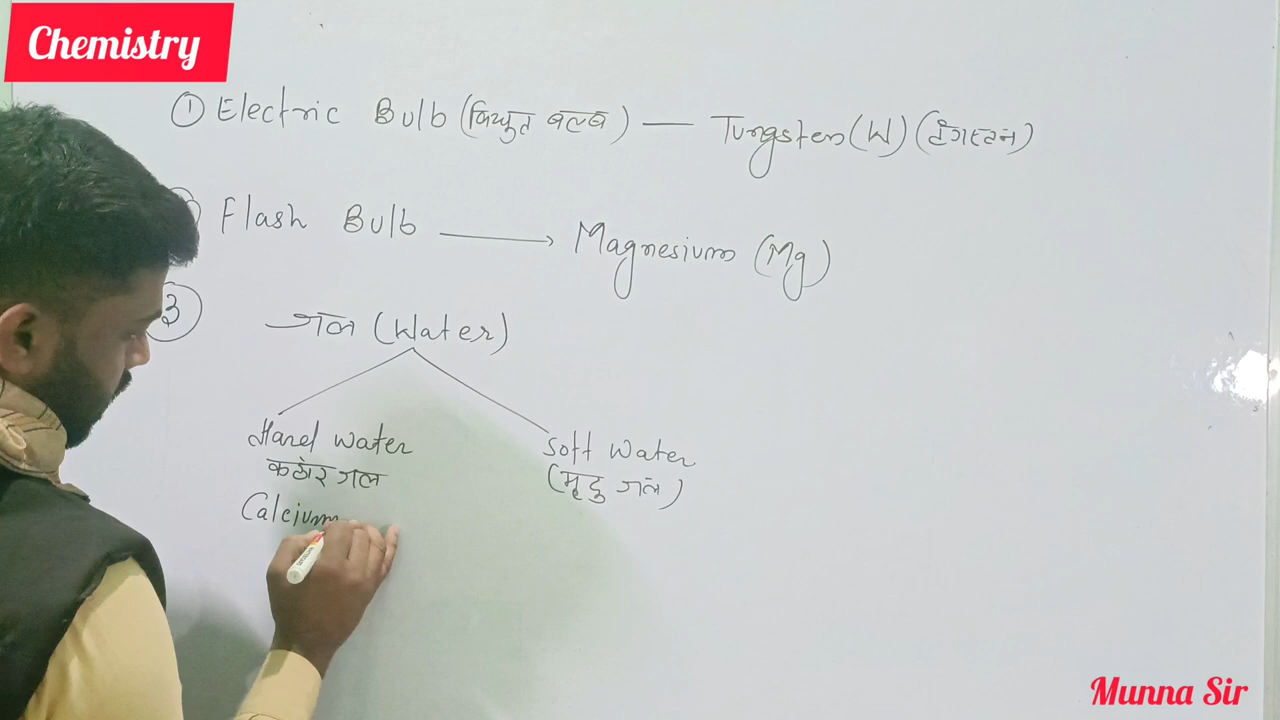 Chemistry
① Electric Bulb (विद्युत बल्ब) — Tungsten (W) (टंगस्टन)
Flash Bulb → Magnesium (Mg)
③ जल (Water)
Hard Water Soft Water
कठोर जल (मृदु जल)
Calcium
Munna Sir